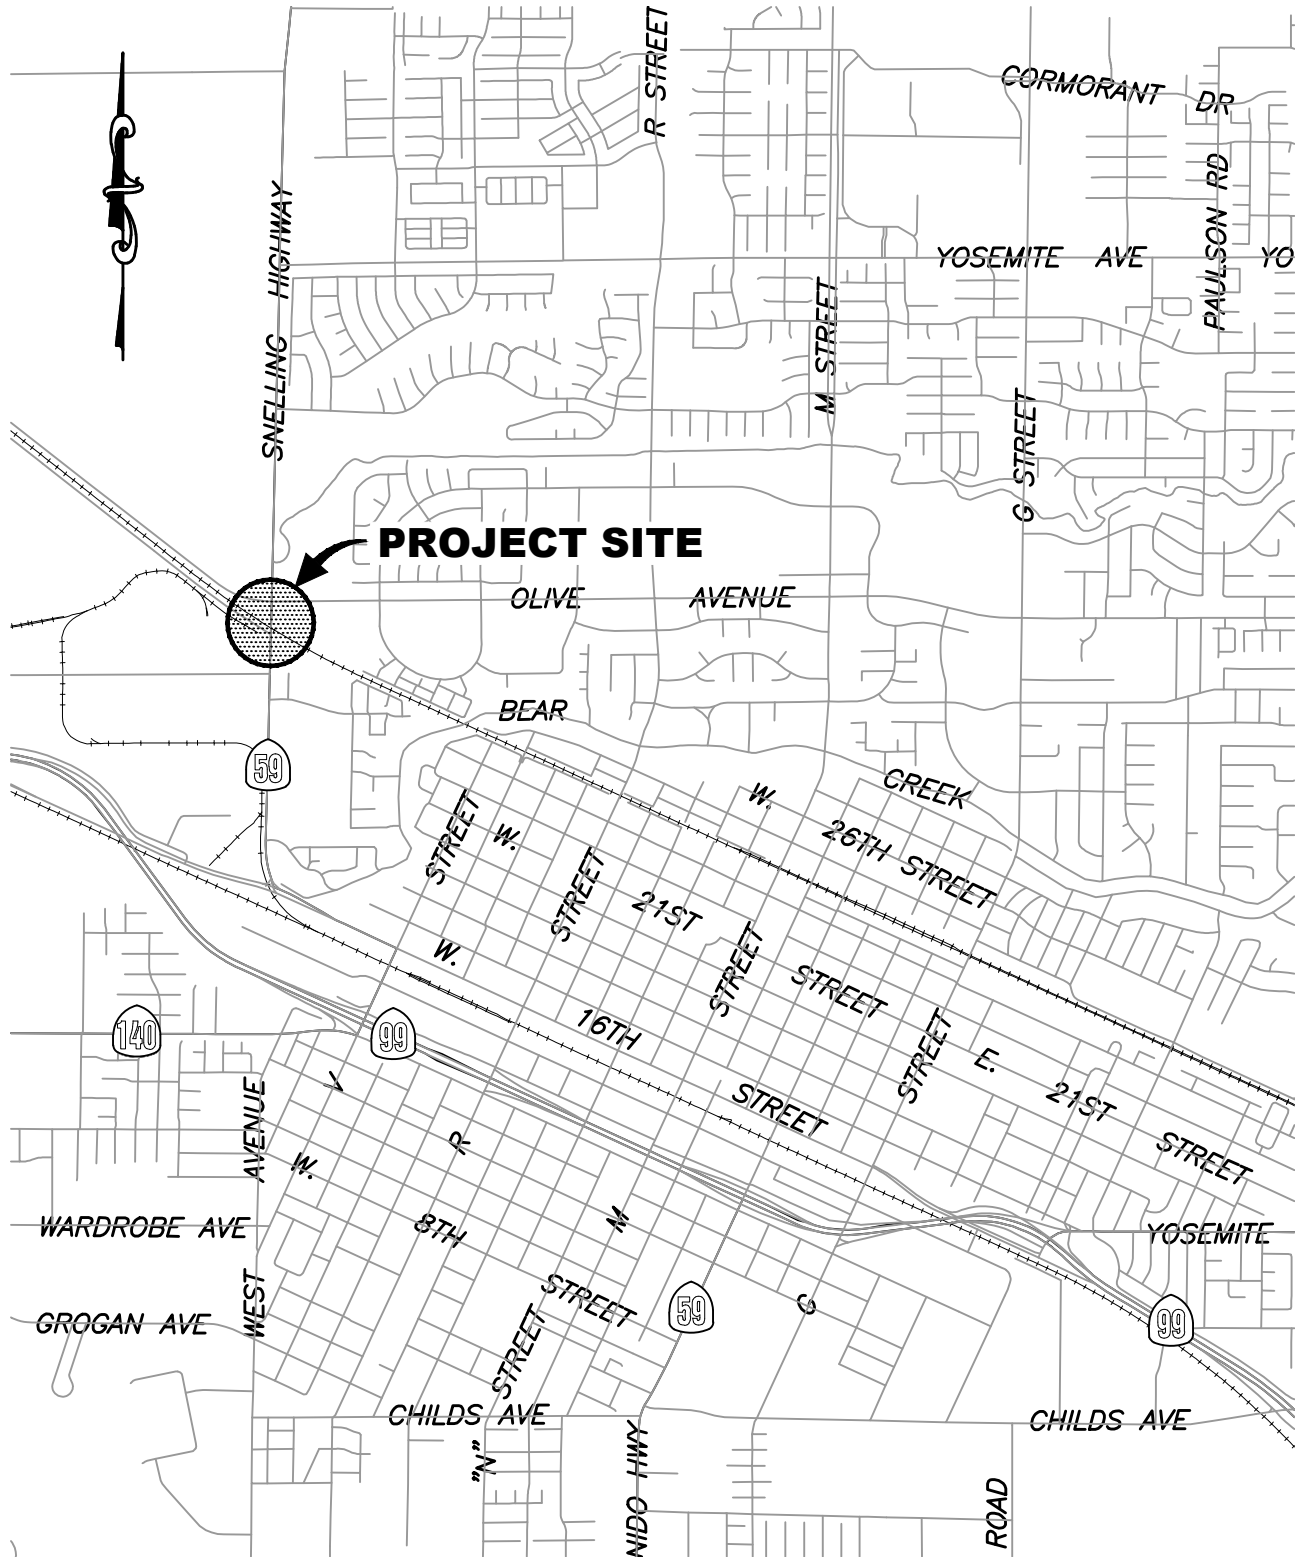 R STREET
CORMORANT DR
SNELLING HIGHWAY
PAULSON RD
YOSEMITE AVE
YO
M STREET
G STREET
PROJECT SITE
OLIVE AVENUE
BEAR CREEK
59
W. 26TH STREET
STREET
W. 21ST STREET
STREET
STREET
STREET
W. 16TH STREET
E. 21ST STREET
140
99
V
R
M
G
AVENUE
WEST
W. 8TH STREET
WARDROBE AVE
YOSEMITE
GROGAN AVE
59
99
STREET
CHILDS AVE
CHILDS AVE
"N"
NIDO HWY
ROAD